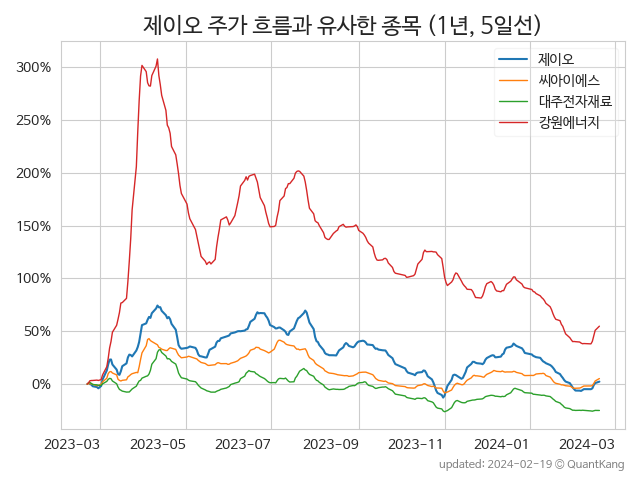 제이오 주가 흐름과 유사한 종목 (1년, 5일선)
제이오
씨아이에스
대주전자재료
강원에너지
300%
250%
200%
150%
100%
50%
0%
2023-03
2023-05
2023-07
2023-09
2023-11
2024-01
2024-03
updated: 2024-02-19 © QuantKang